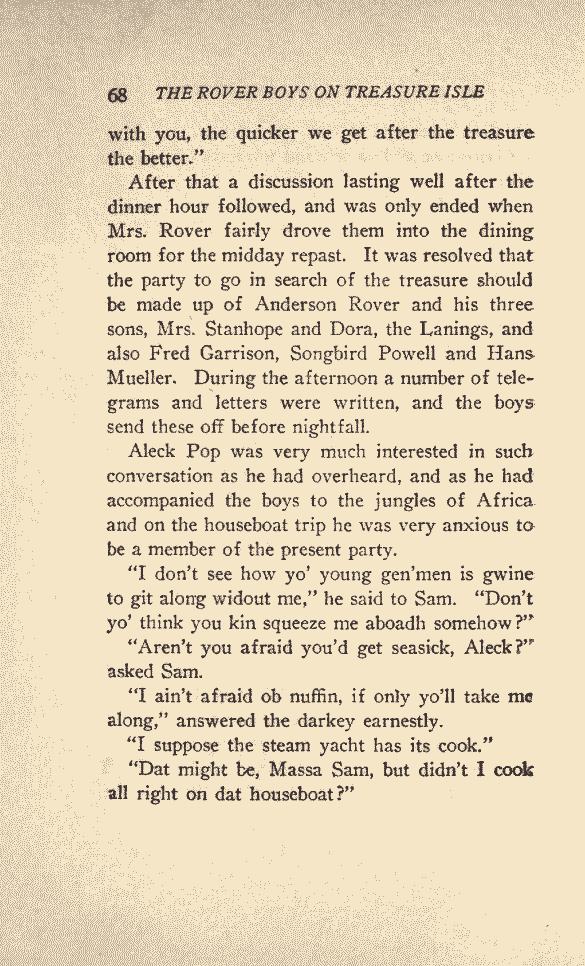 68 THE ROVER BOYS ON TREASURE ISLE
with you, the quicker we get after the treasure
the better."
After that a discussion lasting well after the
dinner hour followed, and was only ended when
Mrs. Rover fairly drove them into the dining
room for the midday repast. It was resolved that
the party to go in search of the treasure should
be made up of Anderson Rover and his three
sons, Mrs. Stanhope and Dora, the Lanings, and
also Fred Garrison, Songbird Powell and Hans
Mueller. During the afternoon a number of tele-
grams and letters were written, and the boys
send these off before nightfall.
Aleck Pop was very much interested in such
conversation as he had overheard, and as he had
accompanied the boys to the jungles of Africa
and on the houseboat trip he was very anxious to
be a member of the present party.
"I don't see how yo' young gen'men is gwine
to git along widout me," he said to Sam. "Don't
yo' think you kin squeeze me aboadh somehow?"
"Aren't you afraid you'd get seasick, Aleck?"
asked Sam.
"I ain't afraid ob nuffin, if only yo'll take me
along," answered the darkey earnestly.
"I suppose the steam yacht has its cook."
"Dat might be, Massa Sam, but didn't I cook
all right on dat houseboat?"